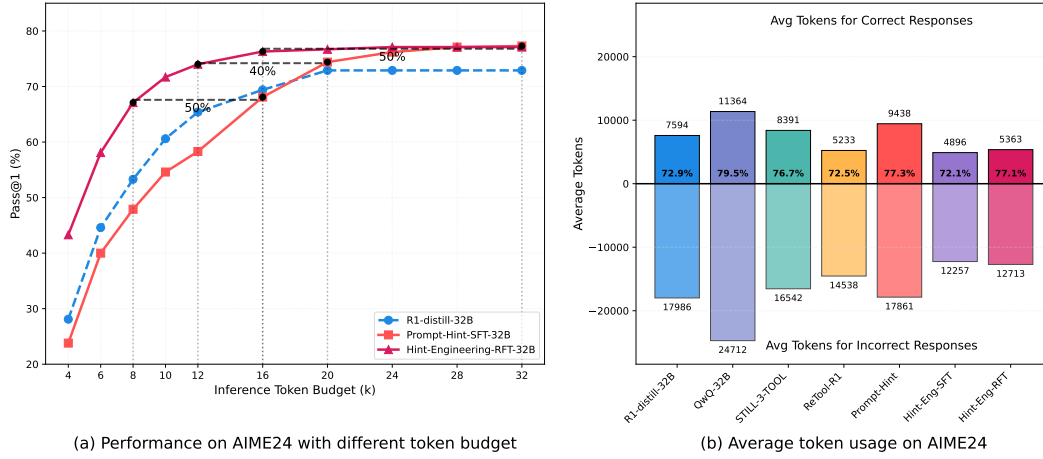 80
70
60
50
40
30
20
Pass@1 (%)
50%
40%
50%
R1-distill-32B
Prompt-Hint-SFT-32B
Hint-Engineering-RFT-32B
4 6 8 10 12 16 20 24 28 32
Inference Token Budget (k)
(a) Performance on AIME24 with different token budget
Avg Tokens for Correct Responses
20000
10000
0
−10000
−20000
Average Tokens
7594 11364 8391 5233 9438 4896 5363
72.9% 79.5% 76.7% 72.5% 77.3% 72.1% 77.1%
17986 24712 16542 14538 17861 12257 12713
Avg Tokens for Incorrect Responses
R1-distill-32B QwQ-32B STILL-3-TOOL ReTool-R1 Prompt-Hint Hint-Eng-SFT Hint-Eng-RFT
(b) Average token usage on AIME24